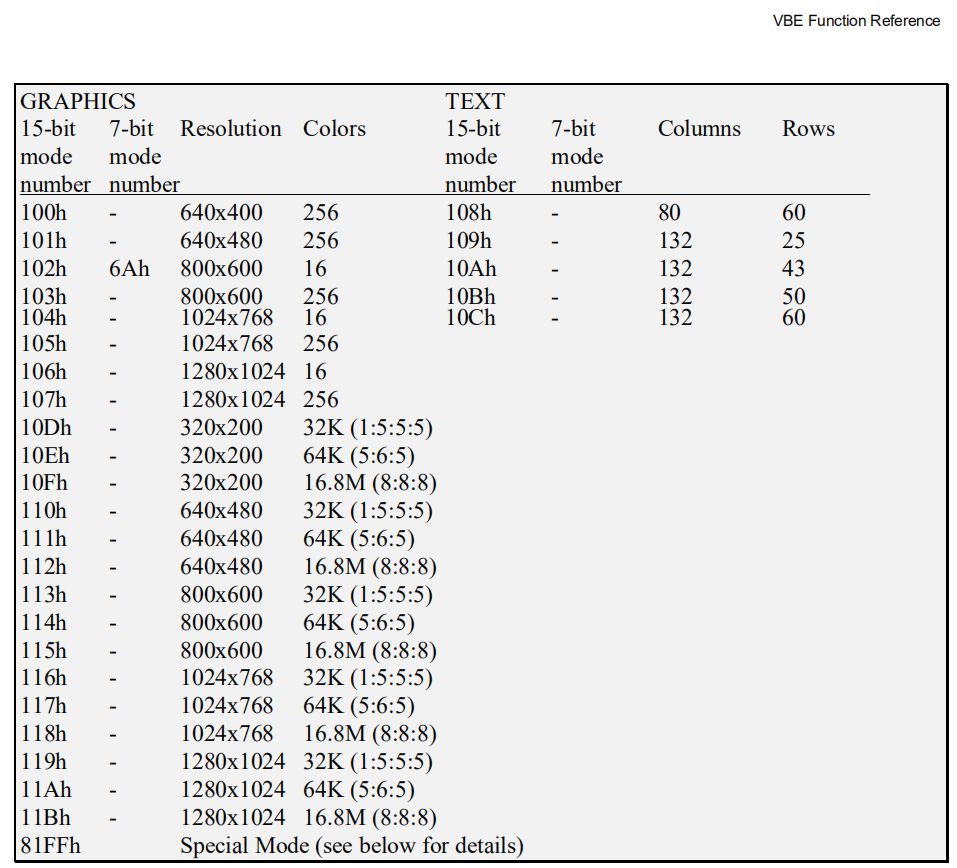 VBE Function Reference
GRAPHICS TEXT
15-bit 7-bit Resolution Colors 15-bit 7-bit Columns Rows
mode mode mode mode
number number number number
100h - 640x400 256 108h - 80 60
101h - 640x480 256 109h - 132 25
102h 6Ah 800x600 16 10Ah - 132 43
103h - 800x600 256 10Bh - 132 50
104h - 1024x768 16 10Ch - 132 60
105h - 1024x768 256
106h - 1280x1024 16
107h - 1280x1024 256
10Dh - 320x200 32K (1:5:5:5)
10Eh - 320x200 64K (5:6:5)
10Fh - 320x200 16.8M (8:8:8)
110h - 640x480 32K (1:5:5:5)
111h - 640x480 64K (5:6:5)
112h - 640x480 16.8M (8:8:8)
113h - 800x600 32K (1:5:5:5)
114h - 800x600 64K (5:6:5)
115h - 800x600 16.8M (8:8:8)
116h - 1024x768 32K (1:5:5:5)
117h - 1024x768 64K (5:6:5)
118h - 1024x768 16.8M (8:8:8)
119h - 1280x1024 32K (1:5:5:5)
11Ah - 1280x1024 64K (5:6:5)
11Bh - 1280x1024 16.8M (8:8:8)
81FFh Special Mode (see below for details)